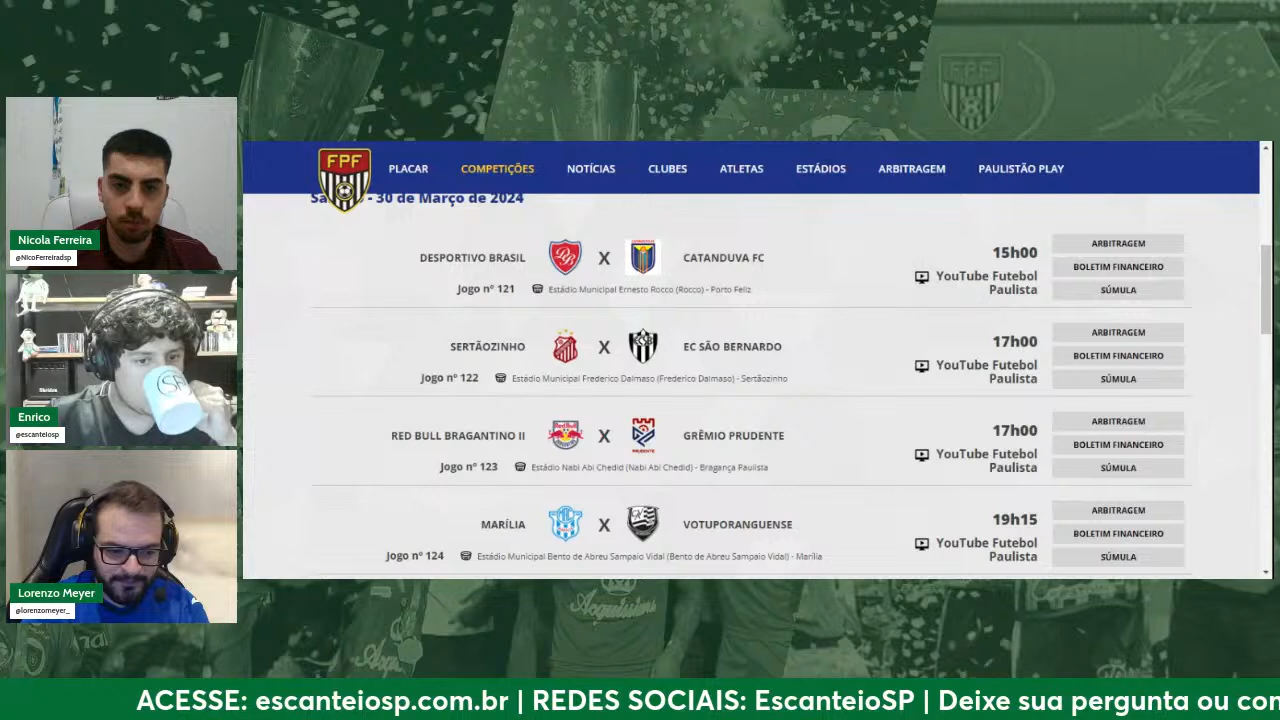 FPF
PLACAR
COMPETIÇÕES
NOTÍCIAS
CLUBES
ATLETAS
ESTÁDIOS
ARBITRAGEM
PAULISTÃO PLAY
- 30 de Março de 2024
DESPORTIVO BRASIL X CATANDUVA FC
Jogo nº 121 Estádio Municipal Ernesto Rocco (Rocco) - Porto Feliz
15h00
YouTube Futebol
Paulista
ARBITRAGEM
BOLETIM FINANCEIRO
SÚMULA
SERTÃOZINHO X EC SÃO BERNARDO
Jogo nº 122 Estádio Municipal Frederico Dalmaso (Frederico Dalmaso) - Sertãozinho
17h00
YouTube Futebol
Paulista
ARBITRAGEM
BOLETIM FINANCEIRO
SÚMULA
RED BULL BRAGANTINO II X GRÊMIO PRUDENTE
Jogo nº 123 Estádio Nabi Abi Chedid (Nabi Abi Chedid) - Bragança Paulista
17h00
YouTube Futebol
Paulista
ARBITRAGEM
BOLETIM FINANCEIRO
SÚMULA
MARÍLIA X VOTUPORANGUENSE
Jogo nº 124 Estádio Municipal Bento de Abreu Sampaio Vidal (Bento de Abreu Sampaio Vidal) - Marília
19h15
YouTube Futebol
Paulista
ARBITRAGEM
BOLETIM FINANCEIRO
SÚMULA
Nicola Ferreira
@NicoFerreiradsp
Enrico
@escanteiosp
Lorenzo Meyer
@lorenzomeyer_
ACESSE: escanteiosp.com.br | REDES SOCIAIS: EscanteioSP | Deixe sua pergunta ou